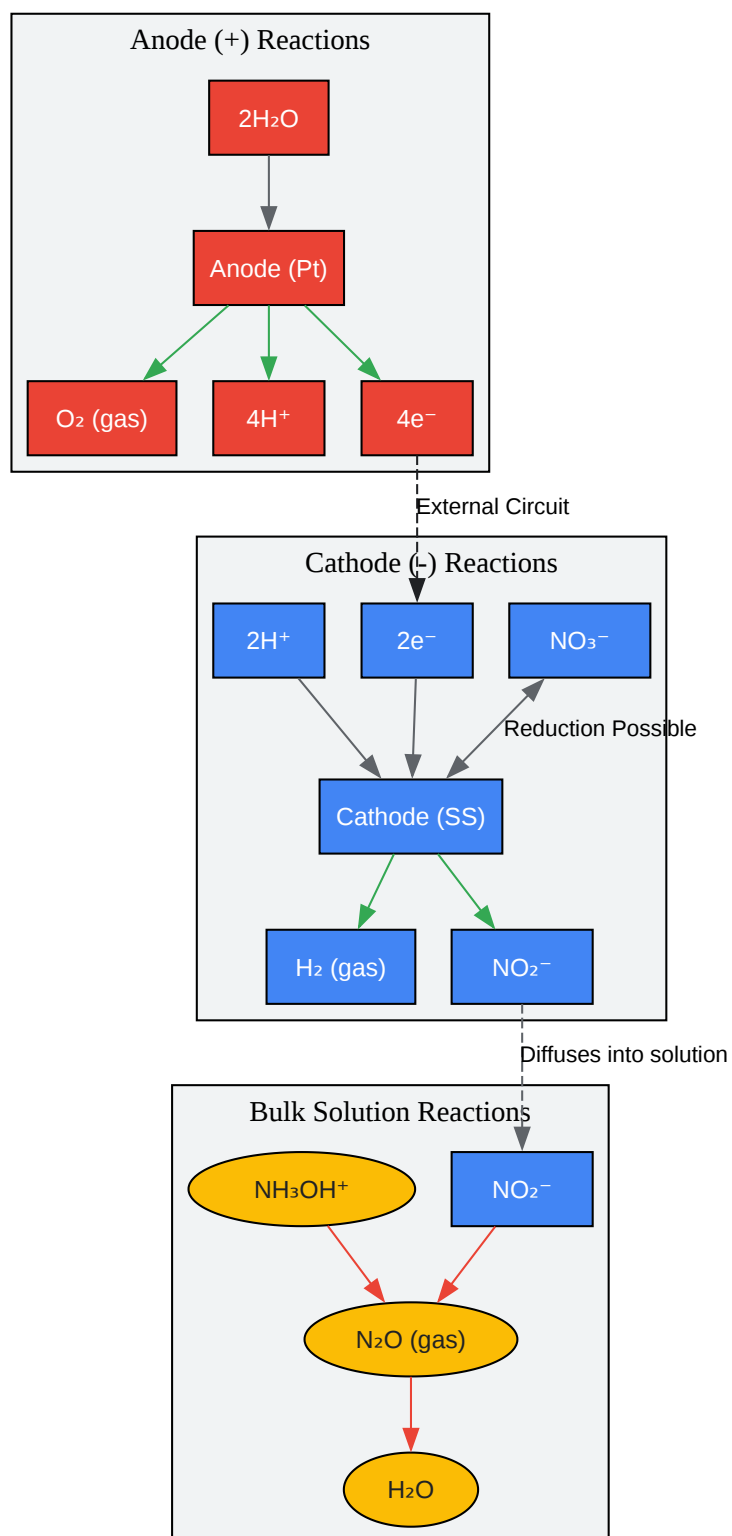 Anode (+) Reactions
2H₂O
Anode (Pt)
O₂ (gas)
4H⁺
4e⁻
External Circuit
Cathode (-) Reactions
2H⁺
2e⁻
NO₃⁻
Reduction Possible
Cathode (SS)
H₂ (gas)
NO₂⁻
Diffuses into solution
Bulk Solution Reactions
NH₃OH⁺
NO₂⁻
N₂O (gas)
H₂O